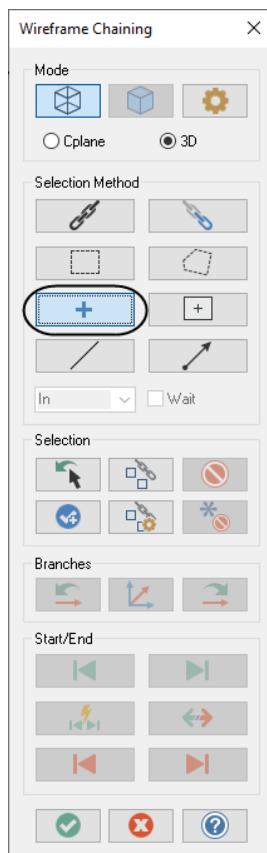 Wireframe Chaining
Mode
Cplane
3D
Selection Method
In
Wait
Selection
Branches
Start/End